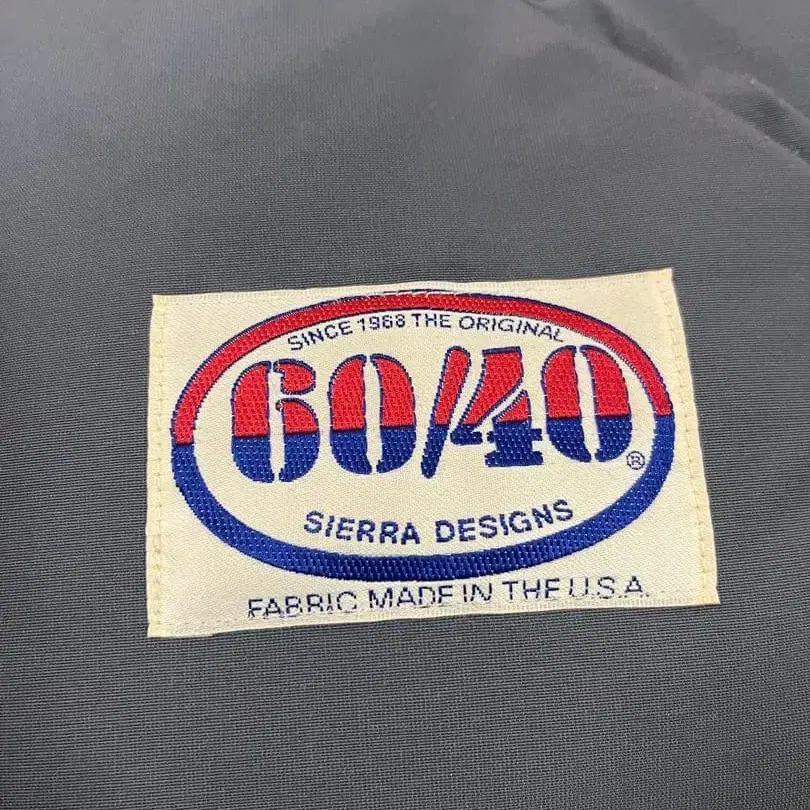 SINCE 1968 THE ORIGINAL
60/40®
SIERRA DESIGNS
FABRIC MADE IN THE U.S.A.